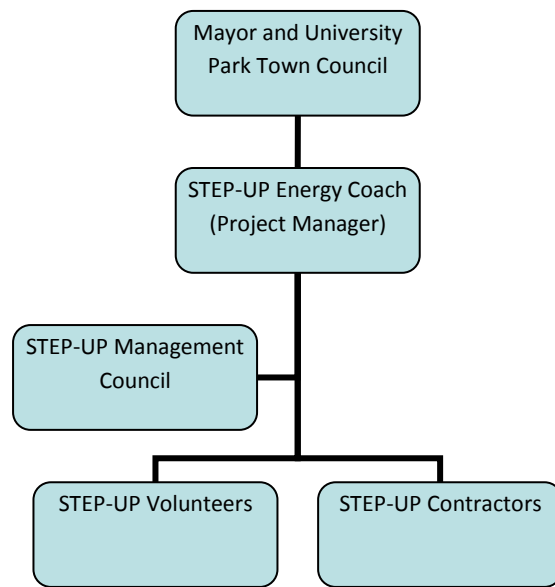 Mayor and University
Park Town Council
STEP-UP Energy Coach
(Project Manager)
STEP-UP Management
Council
STEP-UP Volunteers
STEP-UP Contractors